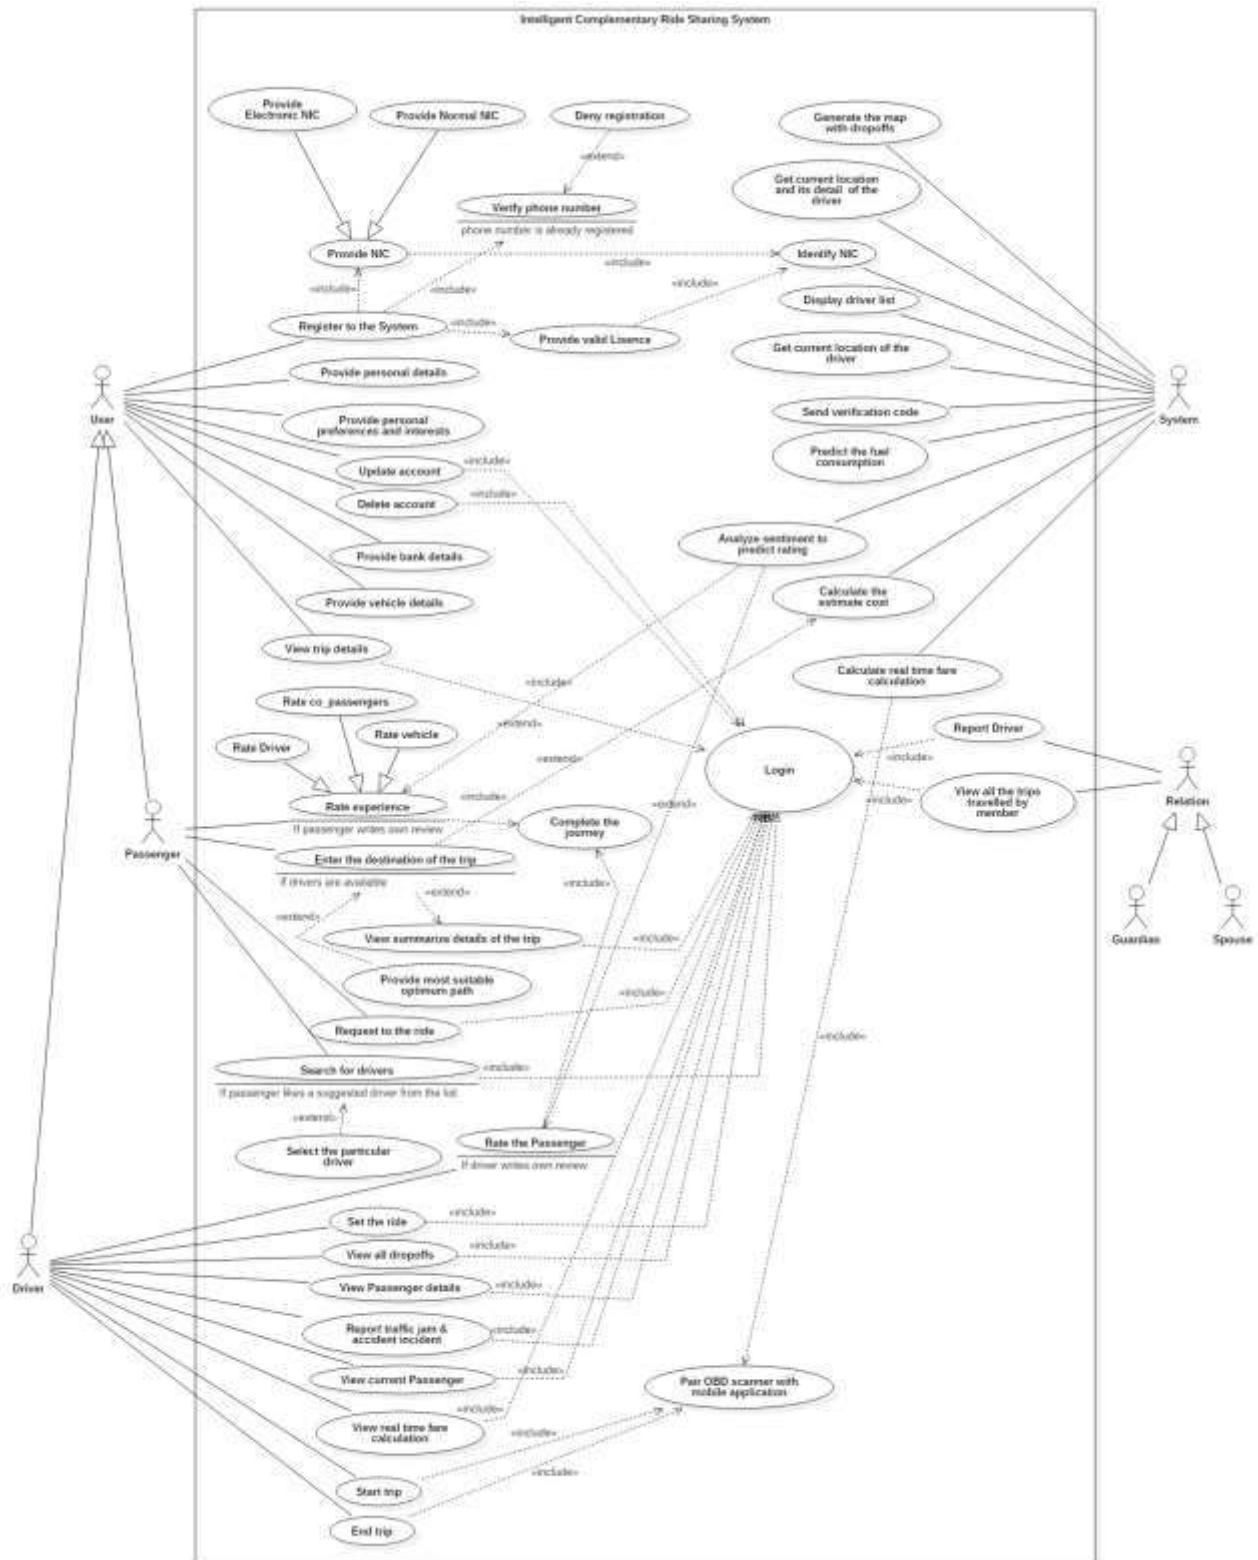 Intelligent Complementary Ride Sharing System
Provide
Electronic NIC
Provide Normal NIC
Deny registration
Generate the map
with dropoffs
«extend»
Get current location
and its detail of the
driver
Verify phone number
phone number is already registered
Provide NIC
«include»
Identify NIC
«include»
«include»
«include»
Display driver list
Register to the System
«include»
Provide valid Lisence
Get current location of the
driver
Provide personal details
User
System
Provide personal
preferences and interests
Send verification code
Update account
«include»
Predict the fuel
consumption
Delete account
«include»
Analyze sentiment to
predict rating
Provide bank details
Provide vehicle details
Calculate the
estimate cost
View trip details
Calculate real time fare
calculation
«include»
Rate co_passengers
«extend»
Rate vehicle
Rate Driver
Report Driver
«extend»
«include»
Login
Rate experience
«include»
«extend»
«include»
View all the trips
travelled by
member
Relation
If passenger writes own review
Complete the
journey
Passenger
Enter the destination of the trip
If drivers are available
«extend»
«include»
«extend»
View summarize details of the trip
«include»
Guardian
Spouse
Provide most suitable
optimum path
«include»
Request to the ride
«include»
Search for drivers
«include»
If passenger likes a suggested driver from the list
«extend»
Select the particular
driver
Rate the Passenger
If driver writes own review
Set the ride
«include»
View all dropoffs
«include»
Driver
View Passenger details
«include»
Report traffic jam &
accident incident
«include»
View current Passenger
«include»
Pair OBD scanner with
mobile application
«include»
View real time fare
calculation
«include»
«include»
Start trip
End trip